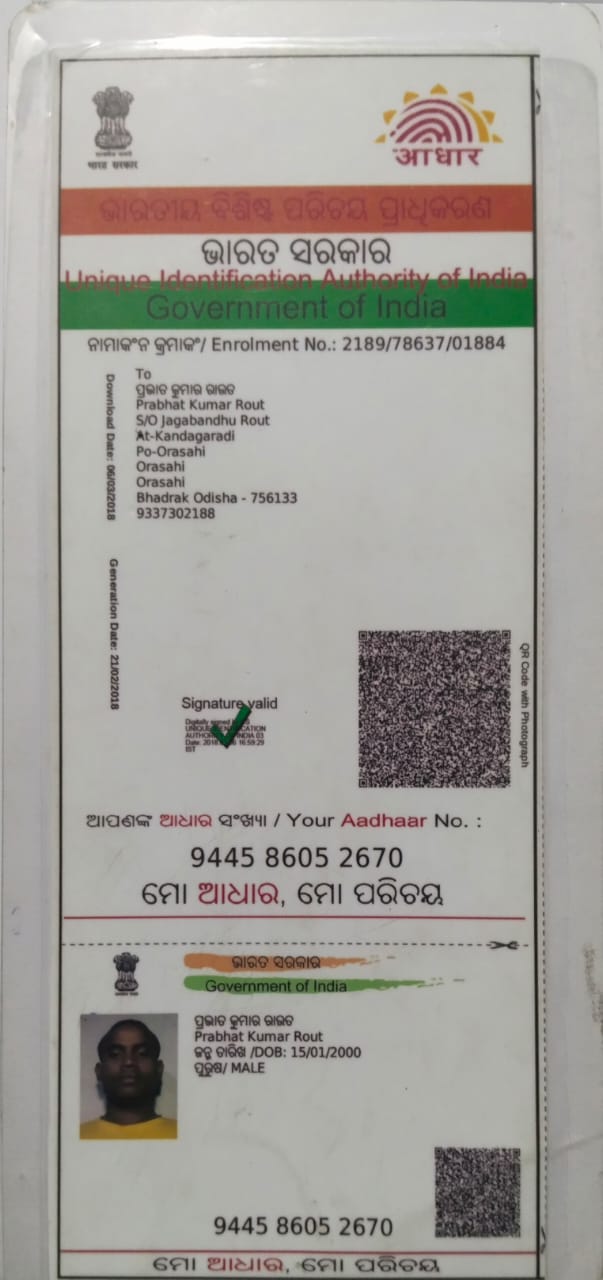 भारत सरकार
आधार
ଭାରତୀୟ ବିଶିଷ୍ଟ ପରିଚୟ ପ୍ରାଧିକରଣ
ଭାରତ ସରକାର
Unique Identification Authority of India
Government of India
ନାମାଙ୍କନ କ୍ରମାଙ୍କ/ Enrolment No.: 2189/78637/01884
Download Date: 06/03/2018
To
ପ୍ରଭାତ କୁମାର ରାଉତ
Prabhat Kumar Rout
S/O Jagabandhu Rout
At-Kandagaradi
Po-Orasahi
Orasahi
Orasahi
Bhadrak Odisha - 756133
9337302188
Generation Date: 21/02/2018
QR Code with Photograph
Signature valid
Digitally signed
UNIQUE IDENTIFICATION
AUTHORITY INDIA 03
Date: 16:59:29
IST
ଆପଣଙ୍କ ଆଧାର ସଂଖ୍ୟା / Your Aadhaar No. :
9445 8605 2670
ମୋ ଆଧାର, ମୋ ପରିଚୟ
ଭାରତ ସରକାର
Government of India
ପ୍ରଭାତ କୁମାର ରାଉତ
Prabhat Kumar Rout
ଜନ୍ମ ତାରିଖ /DOB: 15/01/2000
ପୁରୁଷ/ MALE
9445 8605 2670
ମୋ ଆଧାର, ମୋ ପରିଚୟ